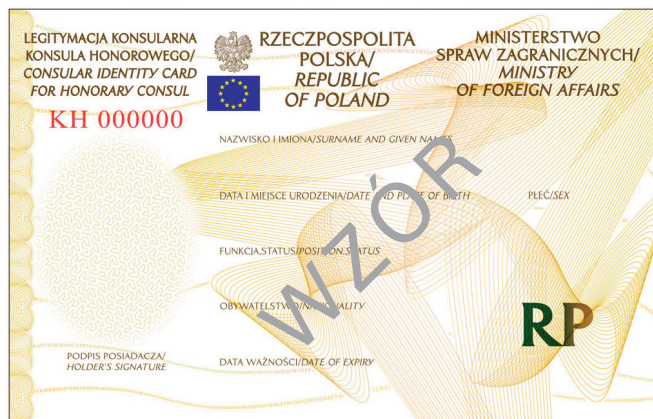 LEGITYMACJA KONSULARNA
KONSULA HONOROWEGO/
CONSULAR IDENTITY CARD
FOR HONORARY CONSUL
KH 000000
RZECZPOSPOLITA
POLSKA/
REPUBLIC
OF POLAND
MINISTERSTWO
SPRAW ZAGRANICZNYCH/
MINISTRY
OF FOREIGN AFFAIRS
NAZWISKO I IMIONA/SURNAME AND GIVEN NAMES
DATA I MIEJSCE URODZENIA/DATE AND PLACE OF BIRTH
PŁEĆ/SEX
FUNKCJA,STATUS/POSITION,STATUS
OBYWATELSTWO/NATIONALITY
DATA WAŻNOŚCI/DATE OF EXPIRY
PODPIS POSIADACZA/
HOLDER'S SIGNATURE
WZÓR
RP